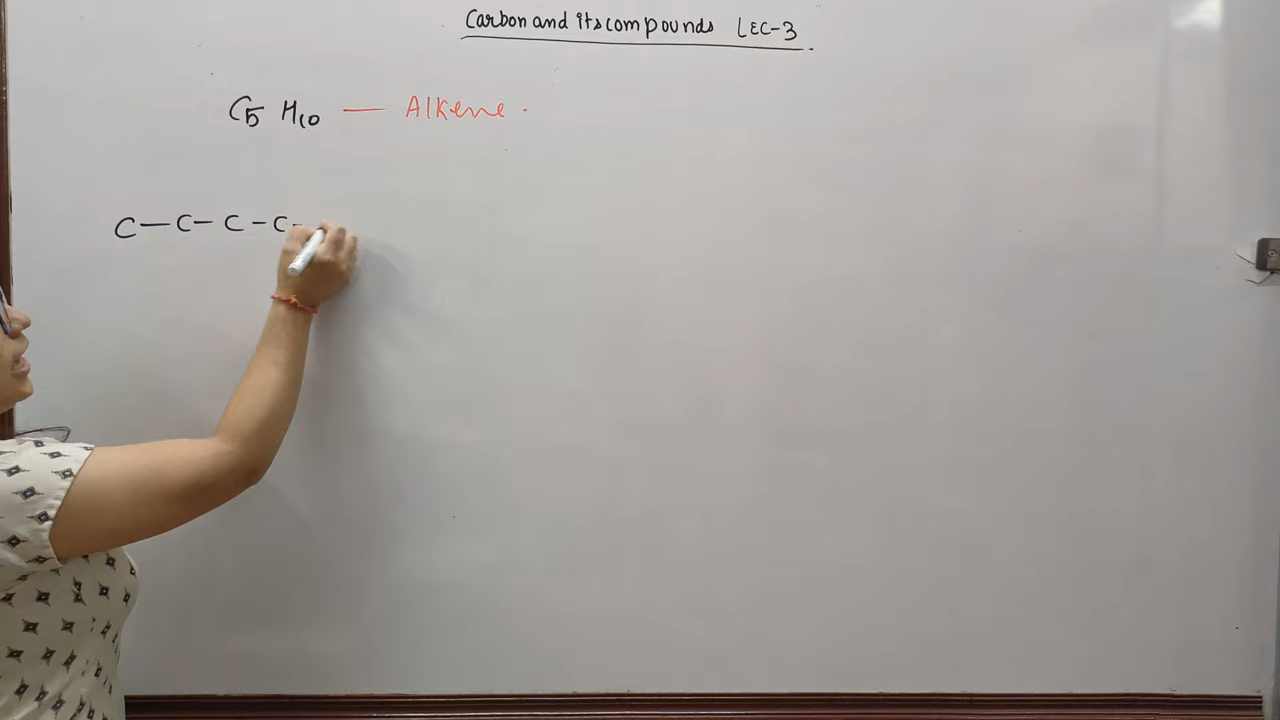 Carbon and its compounds LEC-3
C5 H10 — Alkene .
C — C — C — C —